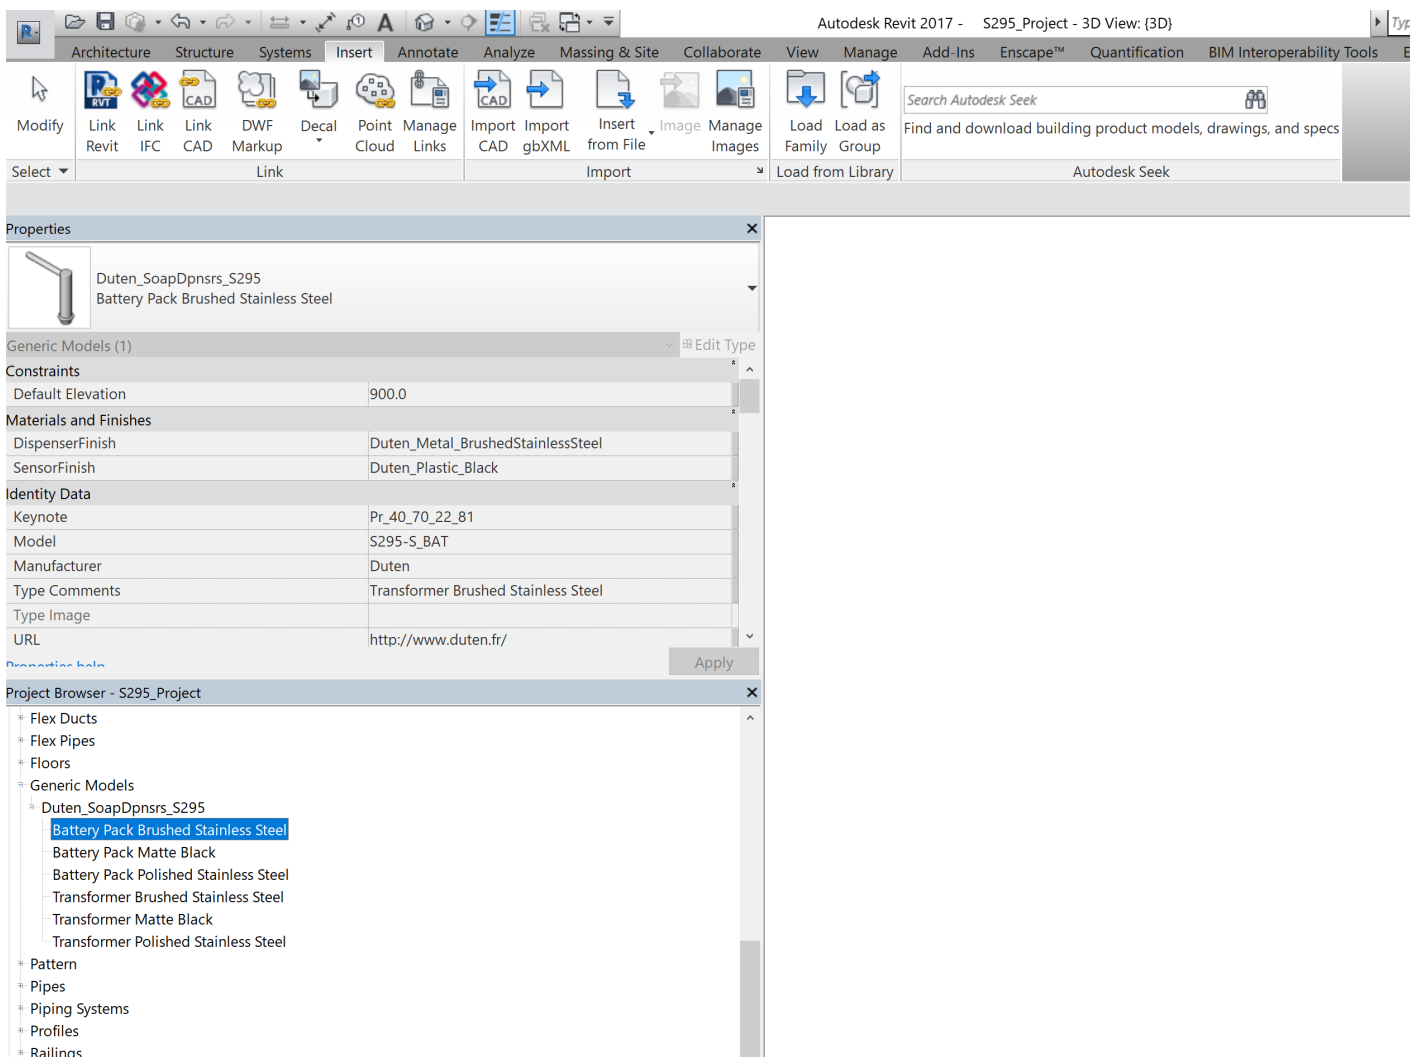 Autodesk Revit 2017 - S295_Project - 3D View: {3D}
R
Architecture Structure Systems Insert Annotate Analyze Massing & Site Collaborate View Manage Add-Ins Enscape™ Quantification BIM Interoperability Tools
Modify
Link Revit
Link IFC
Link CAD
DWF Markup
Decal
Point Cloud
Manage Links
Import CAD
Import gbXML
Insert from File
Image
Manage Images
Load Family
Load as Group
Search Autodesk Seek
Find and download building product models, drawings, and specs
Select Link Import Load from Library Autodesk Seek
Properties
Duten_SoapDpnsrs_S295
Battery Pack Brushed Stainless Steel
Generic Models (1) Edit Type
Constraints
Default Elevation 900.0
Materials and Finishes
DispenserFinish Duten_Metal_BrushedStainlessSteel
SensorFinish Duten_Plastic_Black
Identity Data
Keynote Pr_40_70_22_81
Model S295-S_BAT
Manufacturer Duten
Type Comments Transformer Brushed Stainless Steel
Type Image
URL http://www.duten.fr/
Properties help Apply
Project Browser - S295_Project
Flex Ducts
Flex Pipes
Floors
Generic Models
Duten_SoapDpnsrs_S295
Battery Pack Brushed Stainless Steel
Battery Pack Matte Black
Battery Pack Polished Stainless Steel
Transformer Brushed Stainless Steel
Transformer Matte Black
Transformer Polished Stainless Steel
Pattern
Pipes
Piping Systems
Profiles
Railings